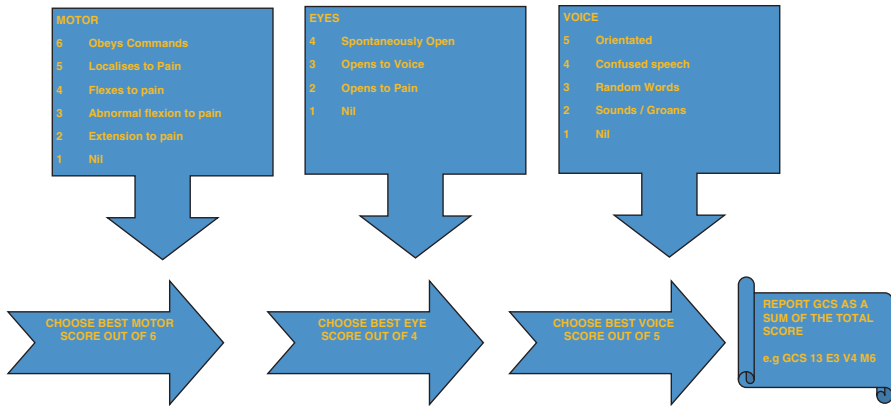 MOTOR
6 Obeys Commands
5 Localises to Pain
4 Flexes to pain
3 Abnormal flexion to pain
2 Extension to pain
1 Nil
EYES
4 Spontaneously Open
3 Opens to Voice
2 Opens to Pain
1 Nil
VOICE
5 Orientated
4 Confused speech
3 Random Words
2 Sounds / Groans
1 Nil
CHOOSE BEST MOTOR
SCORE OUT OF 6
CHOOSE BEST EYE
SCORE OUT OF 4
CHOOSE BEST VOICE
SCORE OUT OF 5
REPORT GCS AS A
SUM OF THE TOTAL
SCORE
e.g GCS 13 E3 V4 M6